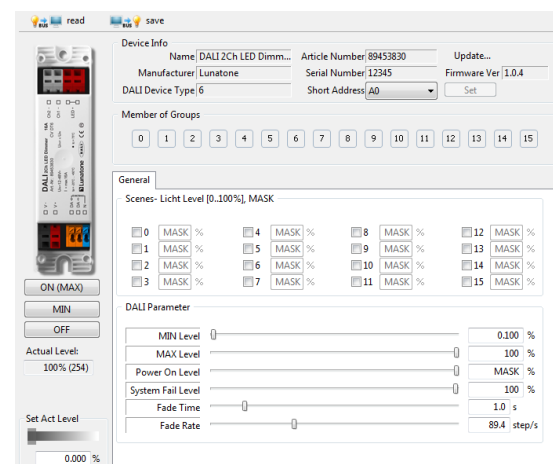 read save
Device Info
Name DALI 2Ch LED Dimm... Article Number 89453830 Update...
Manufacturer Lunatone Serial Number 12345 Firmware Ver 1.0.4
DALI Device Type 6 Short Address A0 Set
Member of Groups
0 1 2 3 4 5 6 7 8 9 10 11 12 13 14 15
General
Scenes- Licht Level [0..100%], MASK
0 MASK % 4 MASK % 8 MASK % 12 MASK %
1 MASK % 5 MASK % 9 MASK % 13 MASK %
2 MASK % 6 MASK % 10 MASK % 14 MASK %
3 MASK % 7 MASK % 11 MASK % 15 MASK %
DALI Parameter
MIN Level 0.100 %
MAX Level 100 %
Power On Level MASK %
System Fail Level 100 %
Fade Time 1.0 s
Fade Rate 89.4 step/s
DALI 2Ch LED Dimmer 16A
Lunatone
ON (MAX)
MIN
OFF
Actual Level:
100% (254)
Set Act Level
0.000 %